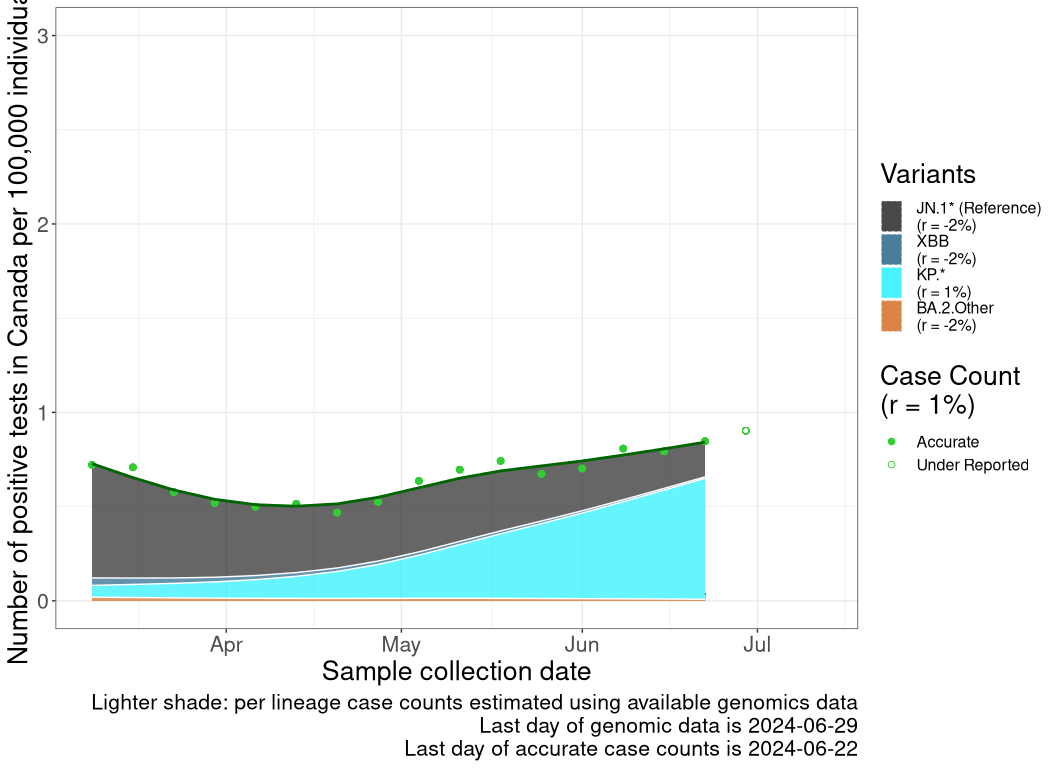 Number of positive tests in Canada per 100,000
3
2
1
0
Apr
May
Jun
Jul
Sample collection date
Lighter shade: per lineage case counts estimated using available genomics data
Last day of genomic data is 2024-06-29
Last day of accurate case counts is 2024-06-22
Variants
JN.1* (Reference)
(r = -2%)
XBB
(r = -2%)
KP.*
(r = 1%)
BA.2.Other
(r = -2%)
Case Count
(r = 1%)
Accurate
Under Reported